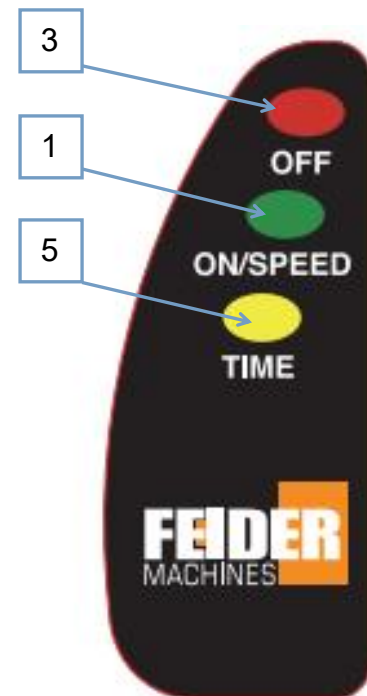 3
OFF
1
ON/SPEED
5
TIME
FEIDER
MACHINES